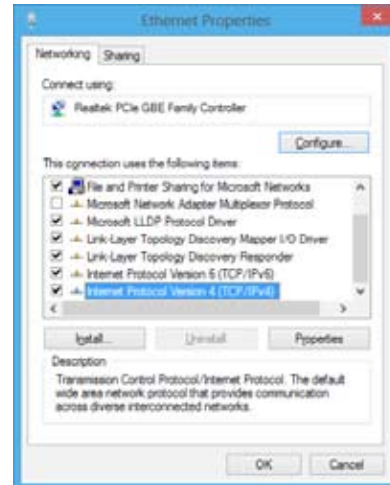 Ethernet Properties
Networking Sharing
Connect using:
Realtek PCIe GBE Family Controller
Configure...
This connection uses the following items:
File and Printer Sharing for Microsoft Networks
Microsoft Network Adapter Multiplexor Protocol
Microsoft LLDP Protocol Driver
Link-Layer Topology Discovery Mapper I/O Driver
Link-Layer Topology Discovery Responder
Internet Protocol Version 6 (TCP/IPv6)
Internet Protocol Version 4 (TCP/IPv4)
Install... Uninstall Properties
Description
Transmission Control Protocol/Internet Protocol. The default
wide area network protocol that provides communication
across diverse interconnected networks.
OK Cancel